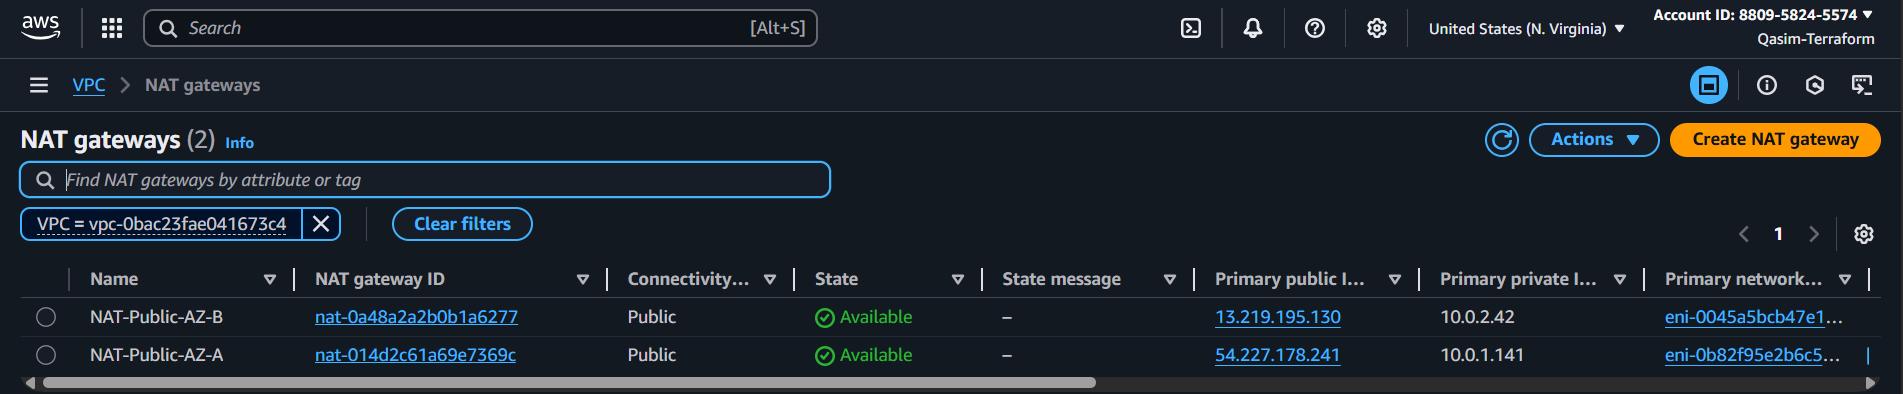 aws Search [Alt+S] United States (N. Virginia) Account ID: 8809-5824-5574
Qasim-Terraform
VPC NAT gateways
NAT gateways (2) Info Actions Create NAT gateway
Find NAT gateways by attribute or tag
VPC = vpc-0bac23fae041673c4 Clear filters
1
Name NAT gateway ID Connectivity... State State message Primary public I... Primary private I... Primary network...
NAT-Public-AZ-B nat-0a48a2a2b0b1a6277 Public Available – 13.219.195.130 10.0.2.42 eni-0045a5bcb47e1...
NAT-Public-AZ-A nat-014d2c61a69e7369c Public Available – 54.227.178.241 10.0.1.141 eni-0b82f95e2b6c5...